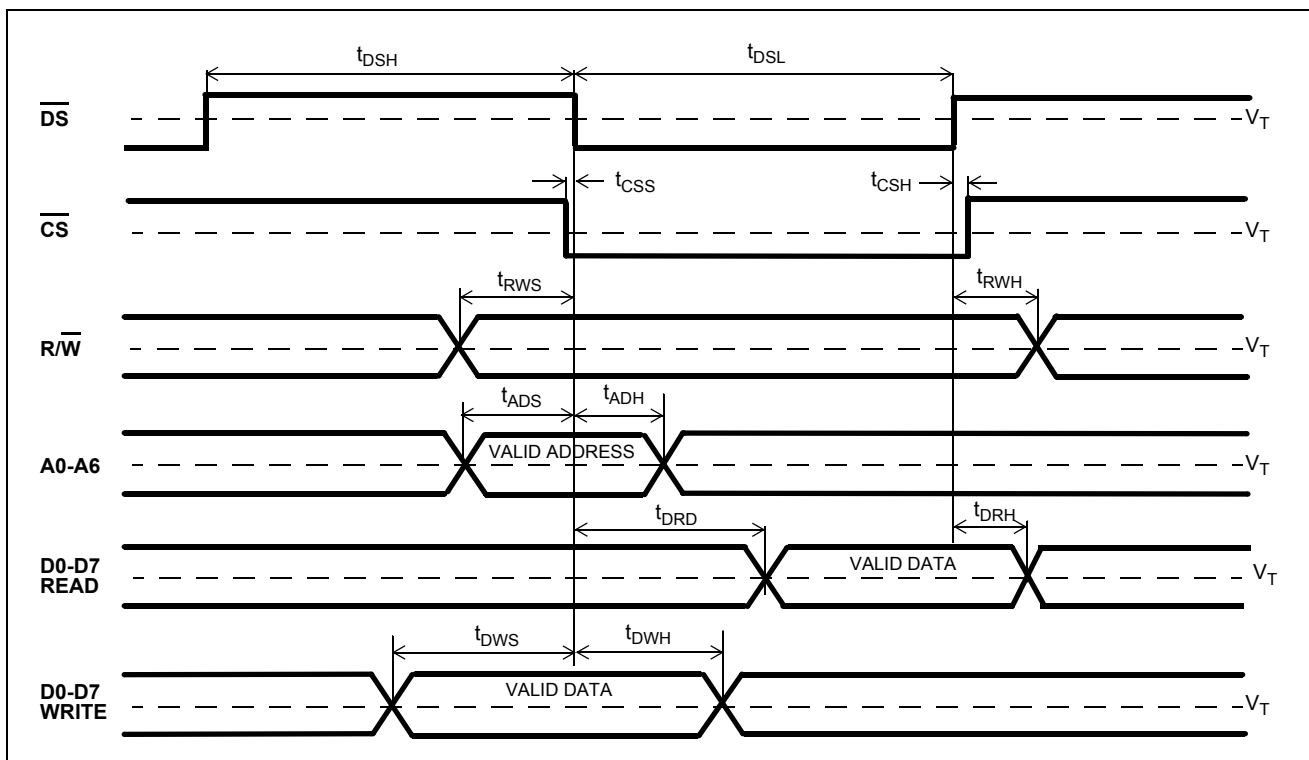 tDSH tDSL
DS VT
tCSS tCSH
CS VT
tRWS tRWH
R/W VT
tADS tADH
A0-A6 VALID ADDRESS VT
tDRD tDRH
D0-D7
READ VALID DATA VT
tDWS tDWH
D0-D7
WRITE VALID DATA VT